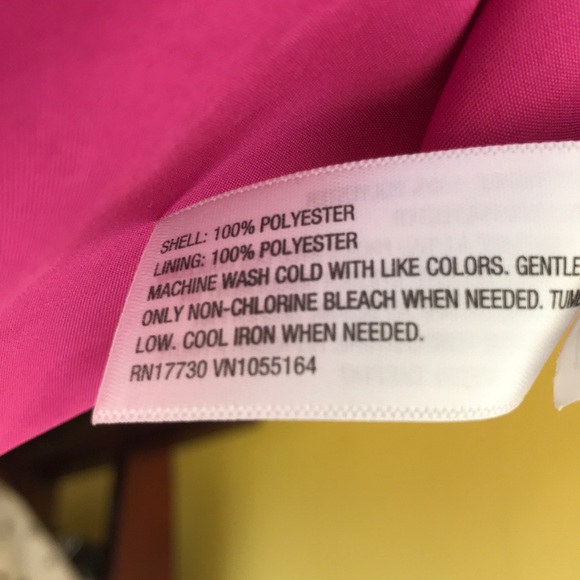 SHELL: 100% POLYESTER
LINING: 100% POLYESTER
MACHINE WASH COLD WITH LIKE COLORS. GENTLE
ONLY NON-CHLORINE BLEACH WHEN NEEDED.
LOW. COOL IRON WHEN NEEDED.
RN17730 VN1055164